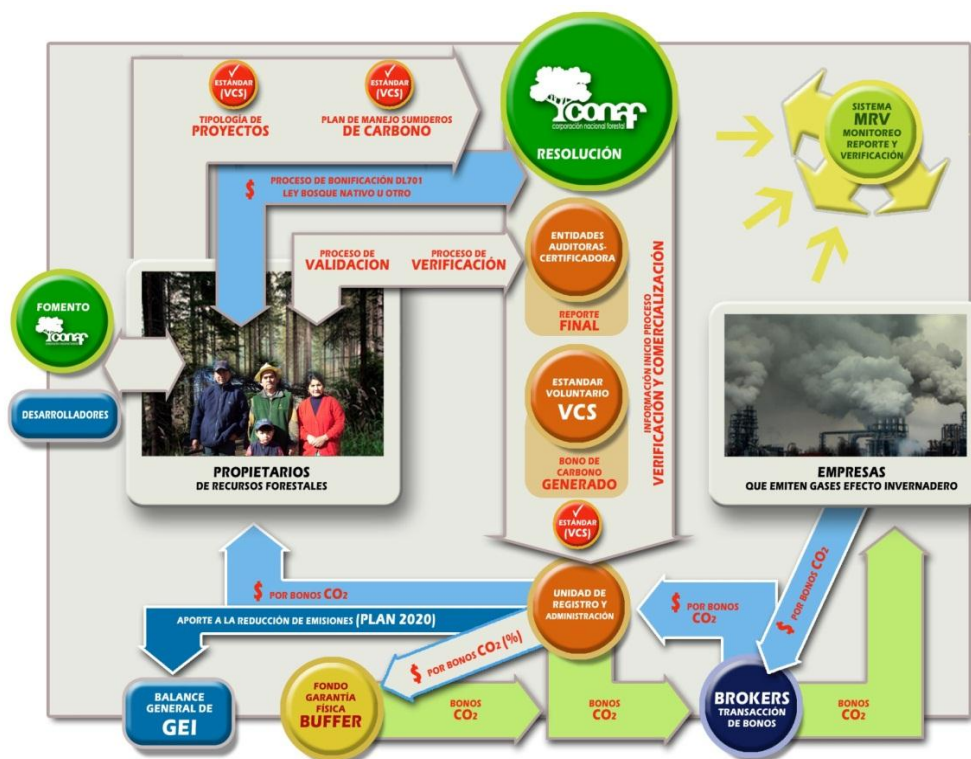 ESTÁNDAR
(VCS)
TIPOLOGÍA DE
PROYECTOS
ESTÁNDAR
(VCS)
PLAN DE MANEJO SUMIDEROS
DE CARBONO
conaf
corporación nacional forestal
RESOLUCIÓN
SISTEMA
MRV
MONITOREO
REPORTE Y
VERIFICACIÓN
$ PROCESO DE BONIFICACIÓN DL701
LEY BOSQUE NATIVO U OTRO
PROCESO DE
VALIDACION
PROCESO DE
VERIFICACIÓN
ENTIDADES
AUDITORAS-
CERTIFICADORA
REPORTE
FINAL
INFORMACIÓN INICIO PROCESO
VERIFICACIÓN Y COMERCIALIZACIÓN
FOMENTO
conaf
DESARROLLADORES
PROPIETARIOS
DE RECURSOS FORESTALES
ESTANDAR
VOLUNTARIO
VCS
BONO DE
CARBONO
GENERADO
ESTÁNDAR
(VCS)
EMPRESAS
QUE EMITEN GASES EFECTO INVERNADERO
$ POR BONOS CO2
UNIDAD DE
REGISTRO Y
ADMINISTRACIÓN
$ POR BONOS
CO2
$ POR BONOS CO2
APORTE A LA REDUCCIÓN DE EMISIONES (PLAN 2020)
$ POR BONOS CO2 (%)
BALANCE
GENERAL DE
GEI
FONDO
GARANTÍA
FÍSICA
BUFFER
BONOS
CO2
BONOS
CO2
BROKERS
TRANSACCIÓN
DE BONOS
BONOS
CO2